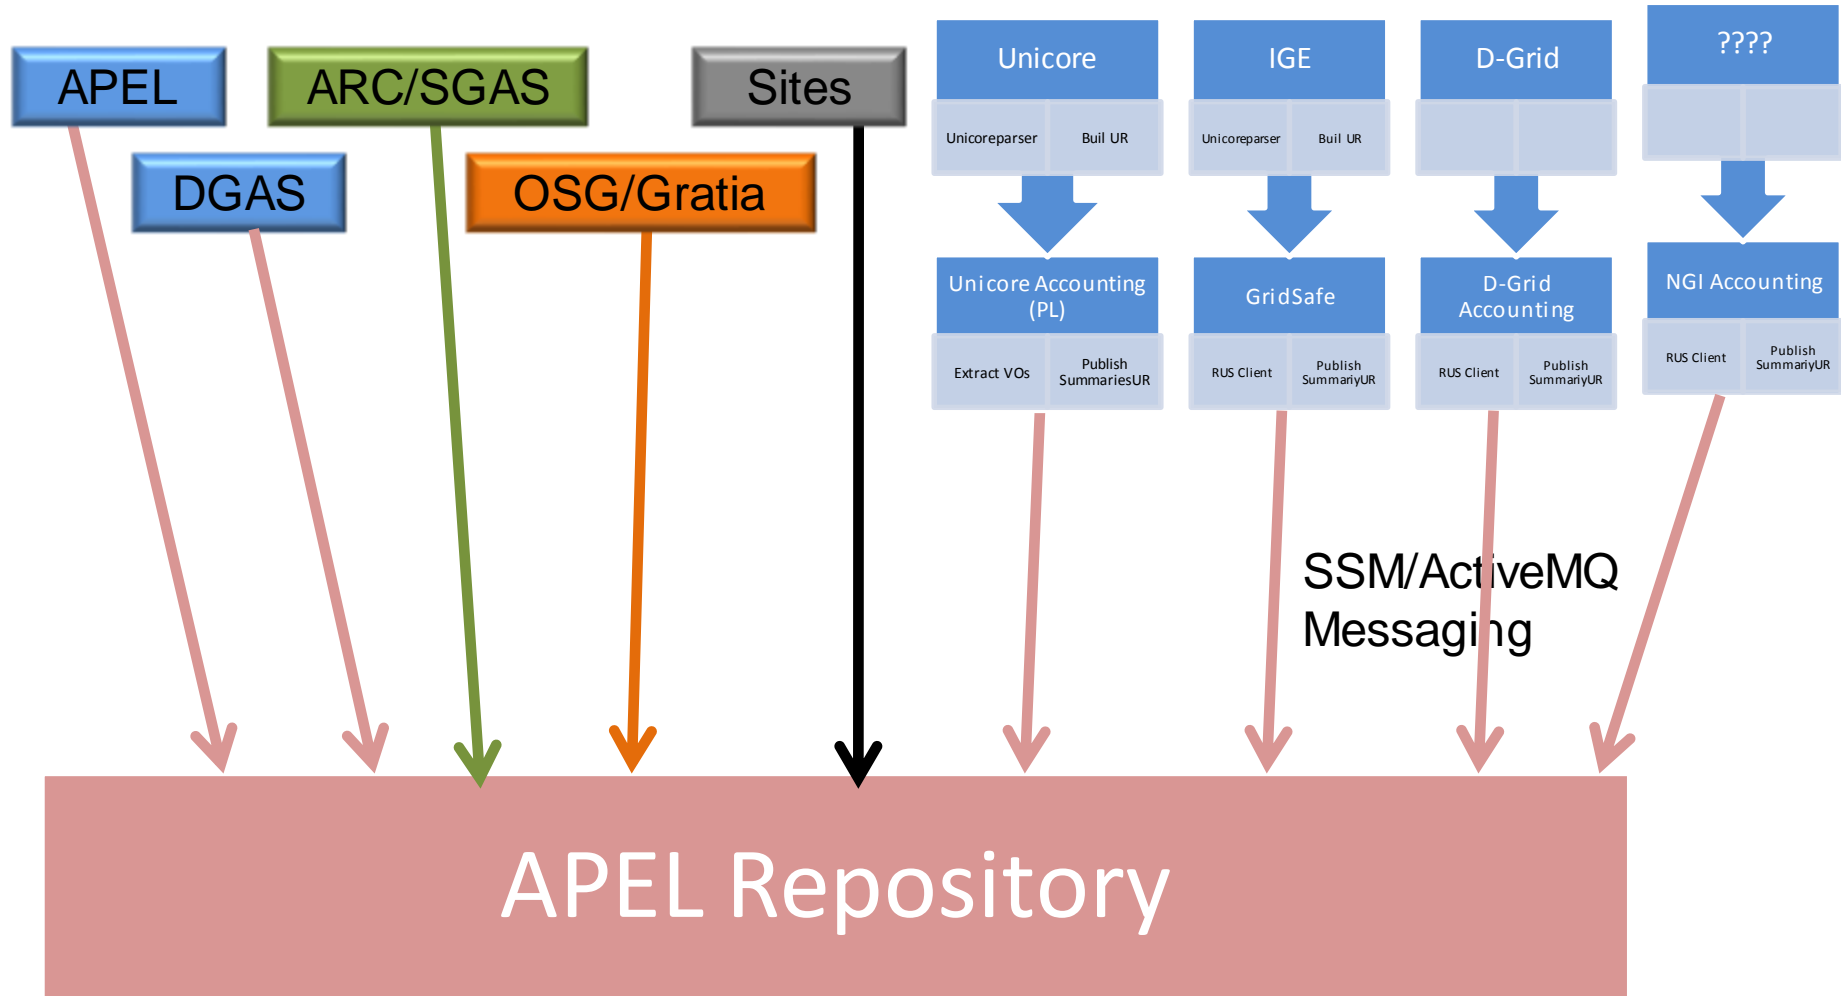 APEL
ARC/SGAS
Sites
DGAS
OSG/Gratia
Unicore
Unicoreparser
Buil UR
Unicore Accounting
(PL)
Extract VOs
Publish
SummariesUR
IGE
Unicoreparser
Buil UR
GridSafe
RUS Client
Publish
SummariyUR
D-Grid
D-Grid
Accounting
RUS Client
Publish
SummariyUR
????
NGI Accounting
RUS Client
Publish
SummariyUR
SSM/ActiveMQ
Messaging
APEL Repository